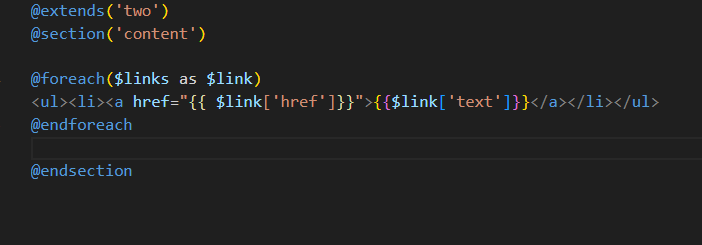 @extends('two')
@section('content')
@foreach($links as $link)
<ul><li><a href="{{ $link['href']}}">{{$link['text']}}</a></li></ul>
@endforeach
@endsection